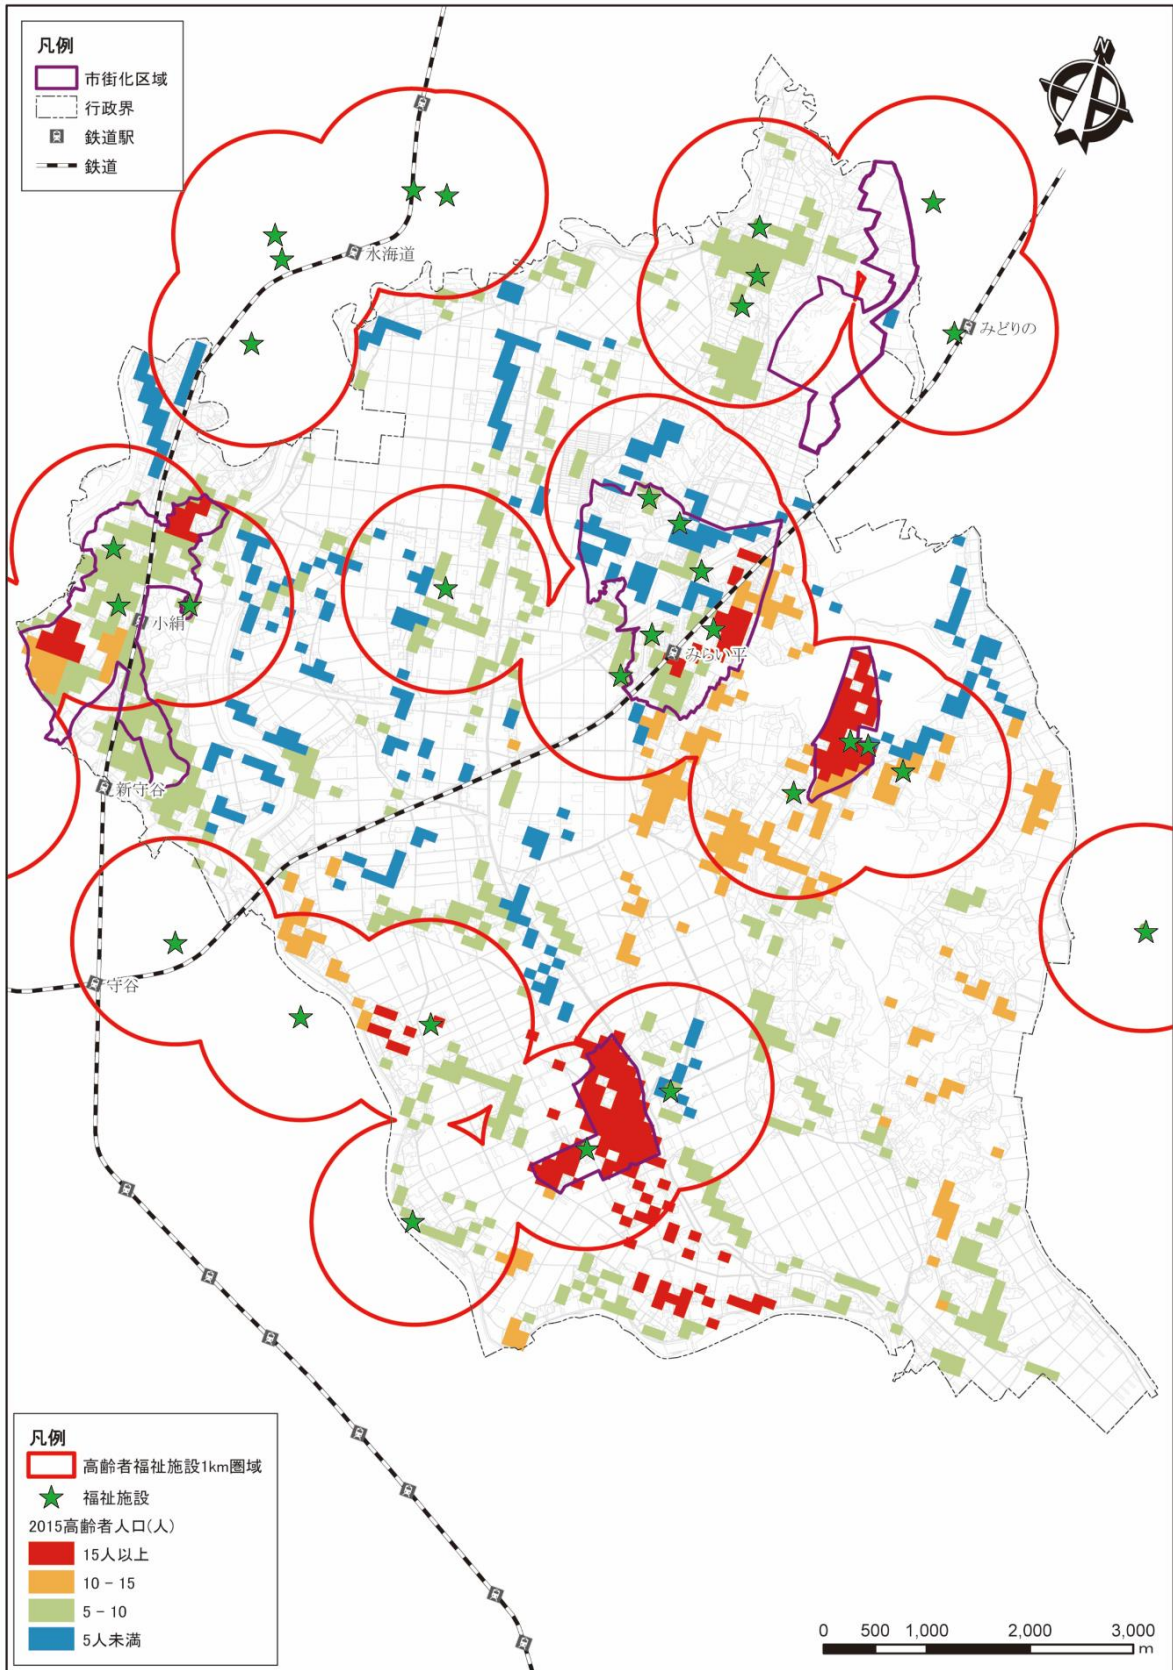 凡例
市街化区域
行政界
鉄道駅
鉄道
N
水海道
みどりの
小絹
みらい平
新守谷
守谷
凡例
高齢者福祉施設1km圏域
福祉施設
2015高齢者人口(人)
15人以上
10 - 15
5 - 10
5人未満
0 500 1,000 2,000 3,000
m